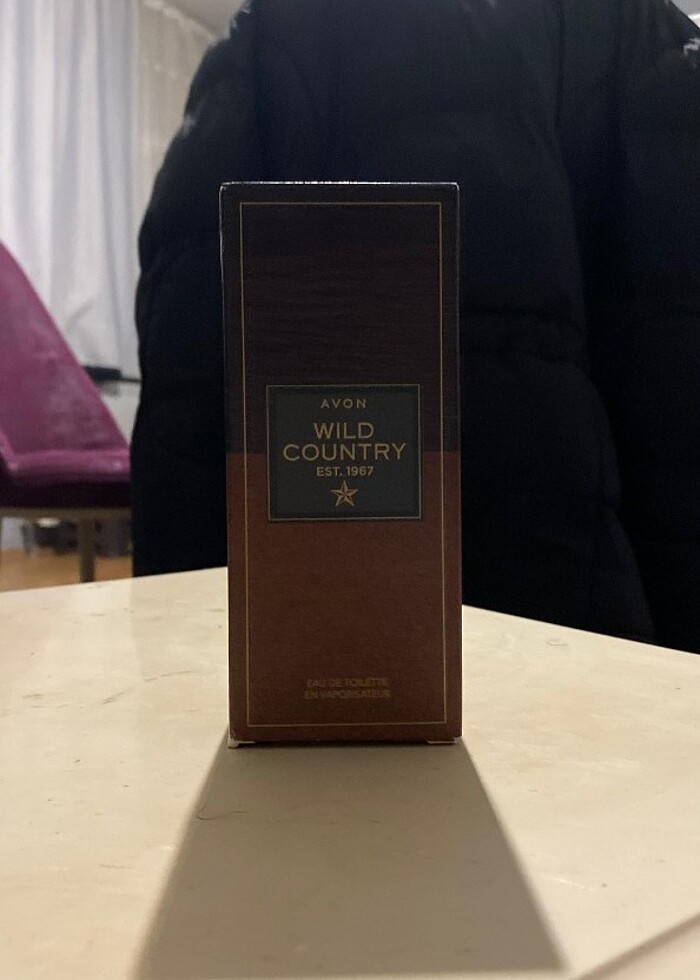 AVON
WILD
COUNTRY
EST. 1967
EAU DE TOILETTE
EN VAPORISATEUR